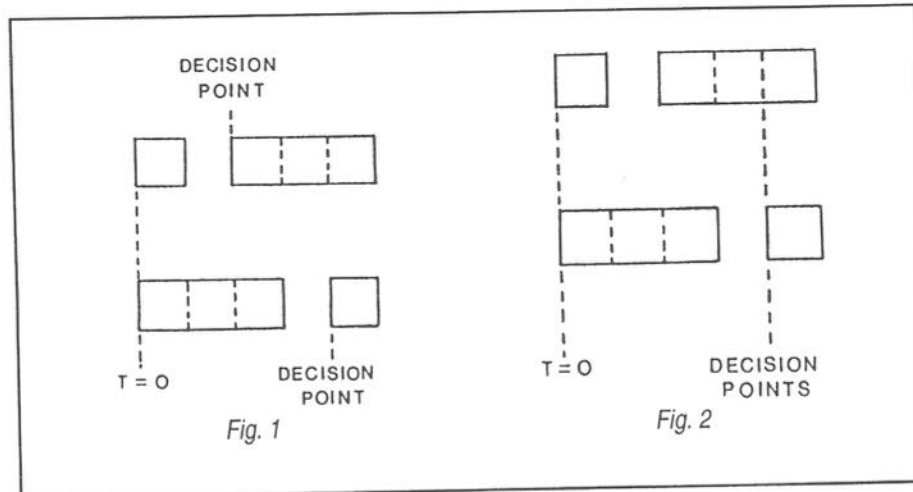 DECISION
POINT
T = O
DECISION
POINT
Fig. 1
T = O
DECISION
POINTS
Fig. 2